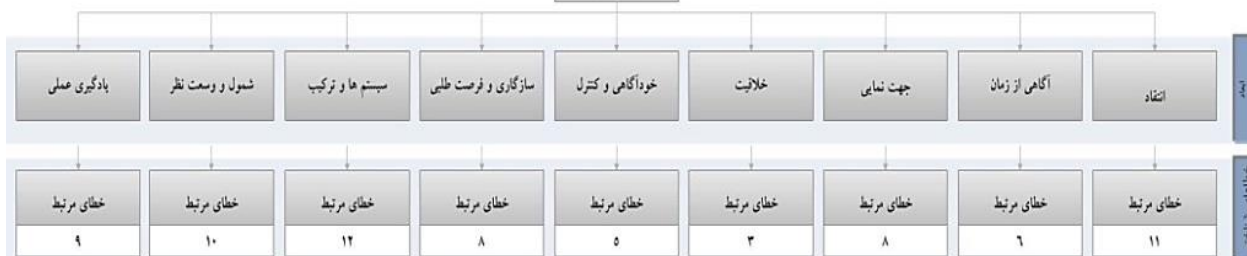 ابعاد
انتقاد
آگاهی از زمان
جهت نمایی
خلاقیت
خودآگاهی و کنترل
سازگاری و فرصت طلبی
سیستم ها و ترکیب
شمول و وسعت نظر
یادگیری عملی
خطای مرتبط
خطای مرتبط
خطای مرتبط
خطای مرتبط
خطای مرتبط
خطای مرتبط
خطای مرتبط
خطای مرتبط
خطای مرتبط
۱۱
۶
۸
۳
۵
۸
۱۲
۱۰
۹